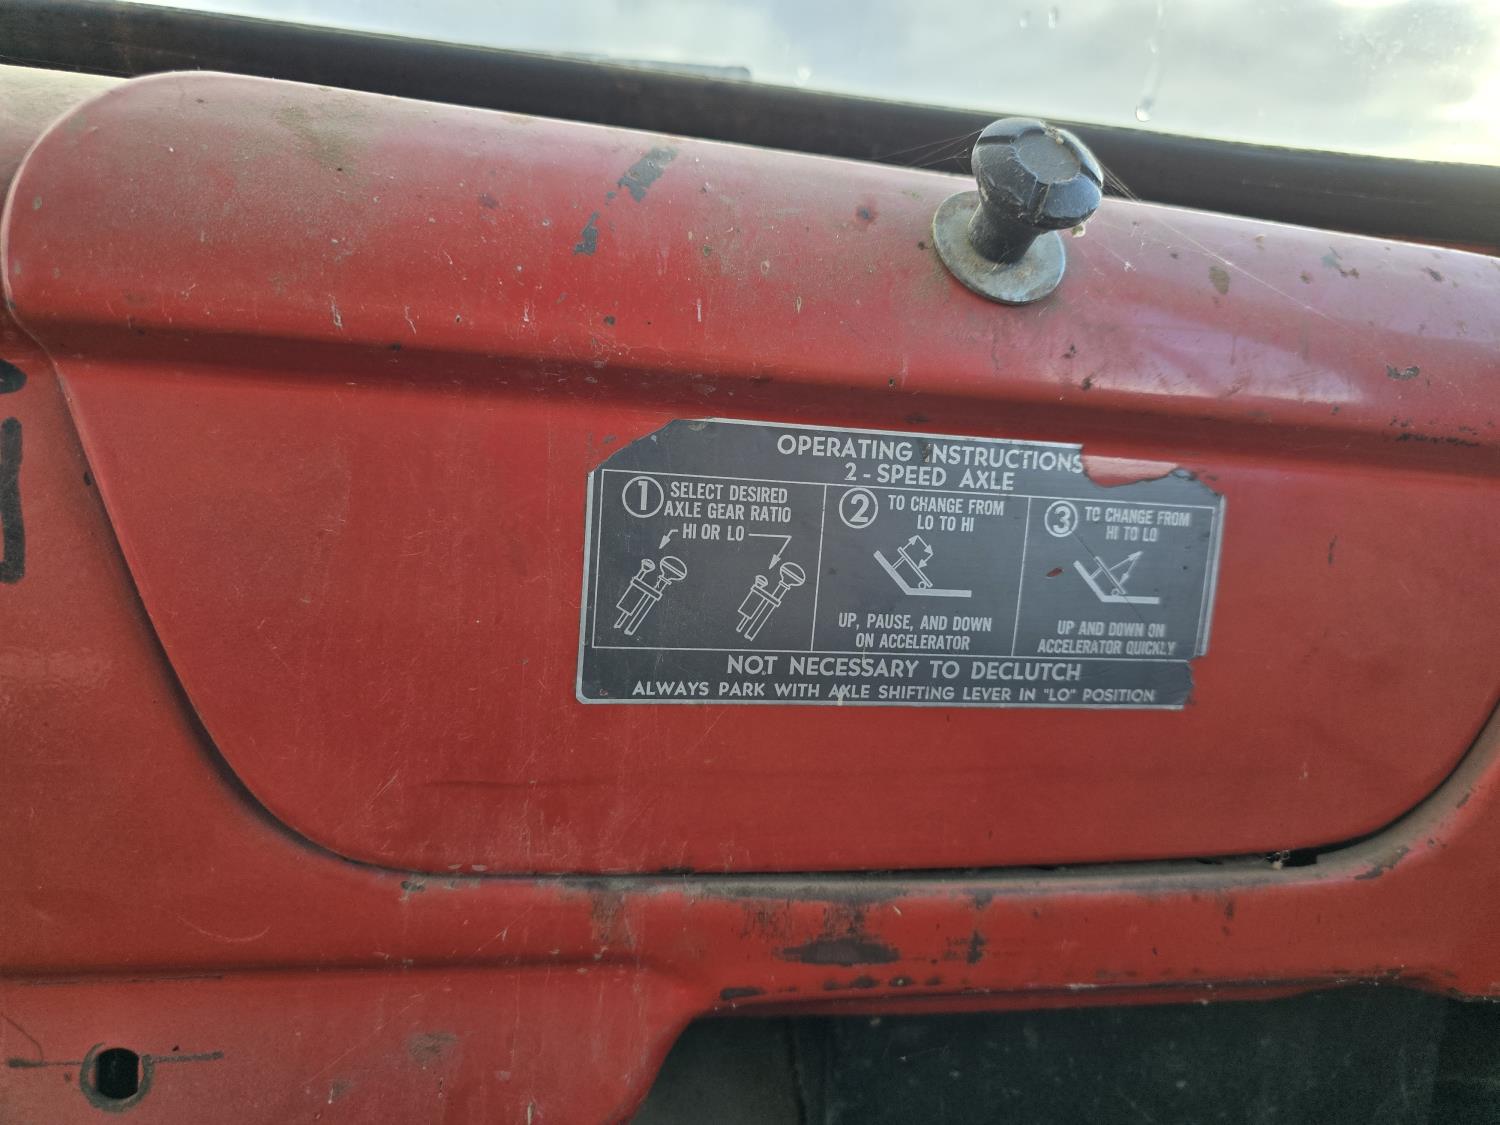 OPERATING INSTRUCTIONS
2-SPEED AXLE
1 SELECT DESIRED
AXLE GEAR RATIO
HI OR LO
2 TO CHANGE FROM
LO TO HI
UP, PAUSE, AND DOWN
ON ACCELERATOR
3 TO CHANGE FROM
HI TO LO
UP AND DOWN ON
ACCELERATOR QUICKLY
NOT NECESSARY TO DECLUTCH
ALWAYS PARK WITH AXLE SHIFTING LEVER IN "LO" POSITION